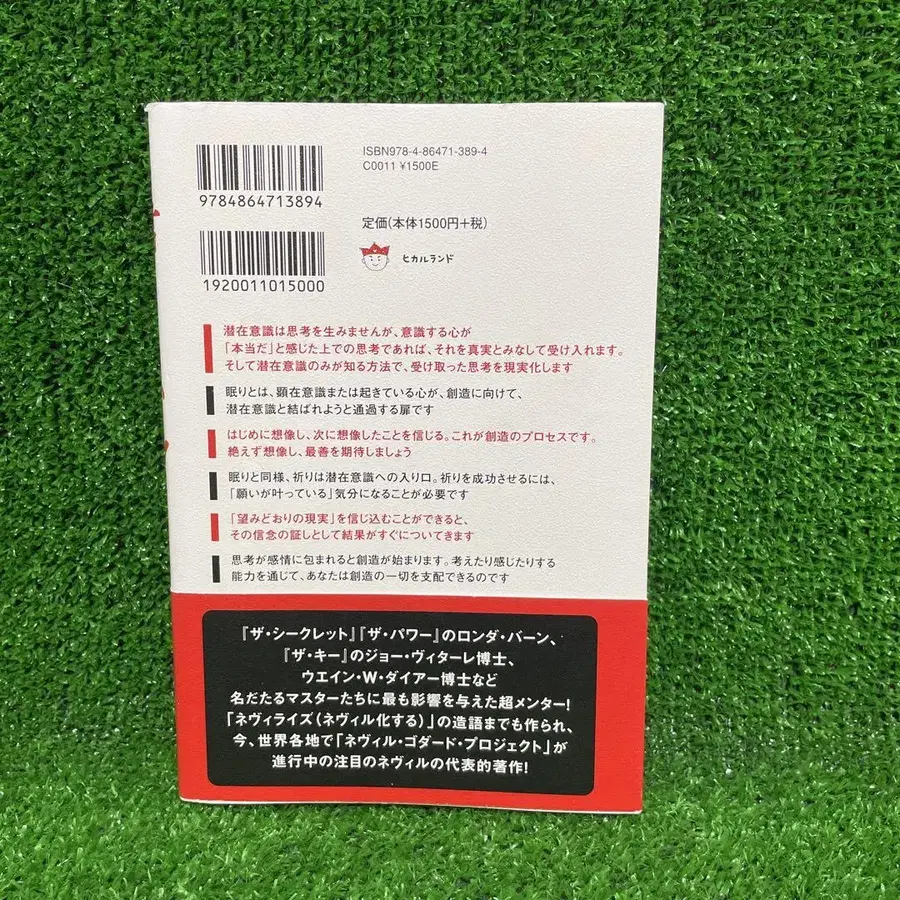 ISBN978-4-86471-389-4
C0011 ¥1500E
9784864713894
定価(本体1500円+税)
ヒカルランド
1920011015000
潜在意識は思考を生みませんが、意識する心が
「本当だ」と感じた上での思考であれば、それを真実とみなして受け入れます。
そして潜在意識のみが知る方法で、受け取った思考を現実化します
眠りとは、顕在意識または起きている心が、創造に向けて、
潜在意識と結ばれようと通過する扉です
はじめに想像し、次に想像したことを信じる。これが創造のプロセスです。
絶えず想像し、最善を期待しましょう
眠りと同様、祈りは潜在意識への入り口。祈りを成功させるには、
「願いが叶っている」気分になることが必要です
「望みどおりの現実」を信じ込むことができると、
その信念の証しとして結果がすぐについてきます
思考が感情に包まれると創造が始まります。考えたり感じたりする
能力を通じて、あなたは創造の一切を支配できるのです
『ザ・シークレット』『ザ・パワー』のロンダ・バーン、
『ザ・キー』のジョー・ヴィターレ博士、
ウエイン・W・ダイアー博士など
名だたるマスターたちに最も影響を与えた超メンター!
「ネヴィライズ(ネヴィル化する)」の造語までも作られ、
今、世界各地で「ネヴィル・ゴダード・プロジェクト」が
進行中の注目のネヴィルの代表的著作!